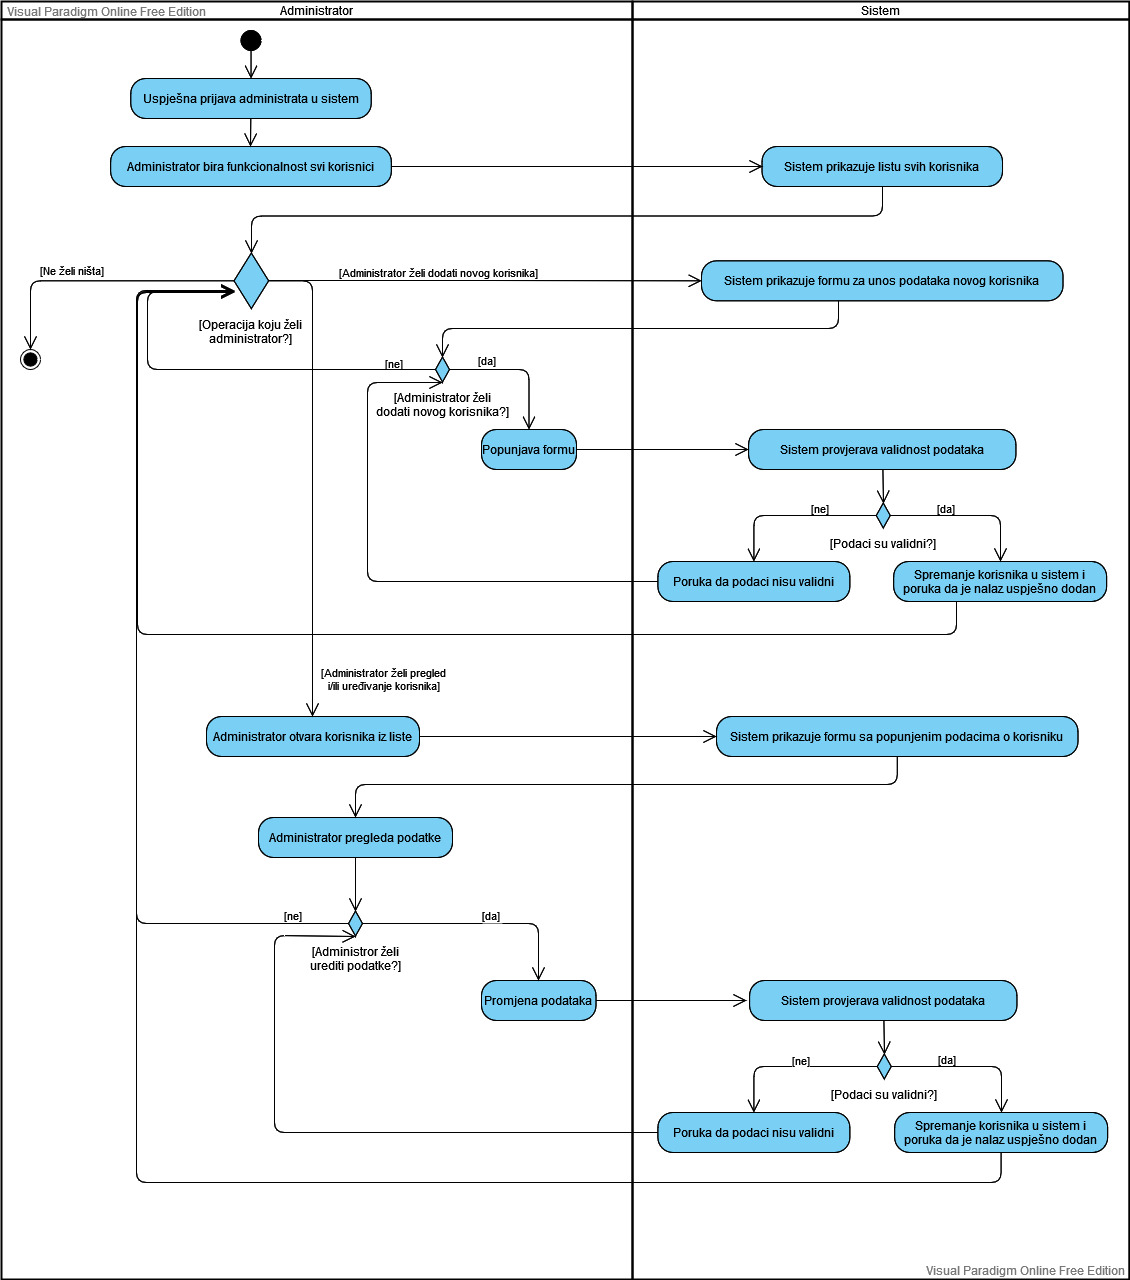 Visual Paradigm Online Free Edition
Administrator
Sistem
Uspješna prijava administrata u sistem
Administrator bira funkcionalnost svi korisnici
Sistem prikazuje listu svih korisnika
[Ne želi ništa]
[Administrator želi dodati novog korisnika]
Sistem prikazuje formu za unos podataka novog korisnika
[Operacija koju želi
administrator?]
[ne]
[da]
[Administrator želi
dodati novog korisnika?]
Popunjava formu
Sistem provjerava validnost podataka
[ne]
[da]
[Podaci su validni?]
Poruka da podaci nisu validni
Spremanje korisnika u sistem i
poruka da je nalaz uspješno dodan
[Administrator želi pregled
i/ili uređivanje korisnika]
Administrator otvara korisnika iz liste
Sistem prikazuje formu sa popunjenim podacima o korisniku
Administrator pregleda podatke
[ne]
[da]
[Administror želi
urediti podatke?]
Promjena podataka
Sistem provjerava validnost podataka
[ne]
[da]
[Podaci su validni?]
Poruka da podaci nisu validni
Spremanje korisnika u sistem i
poruka da je nalaz uspješno dodan
Visual Paradigm Online Free Edition